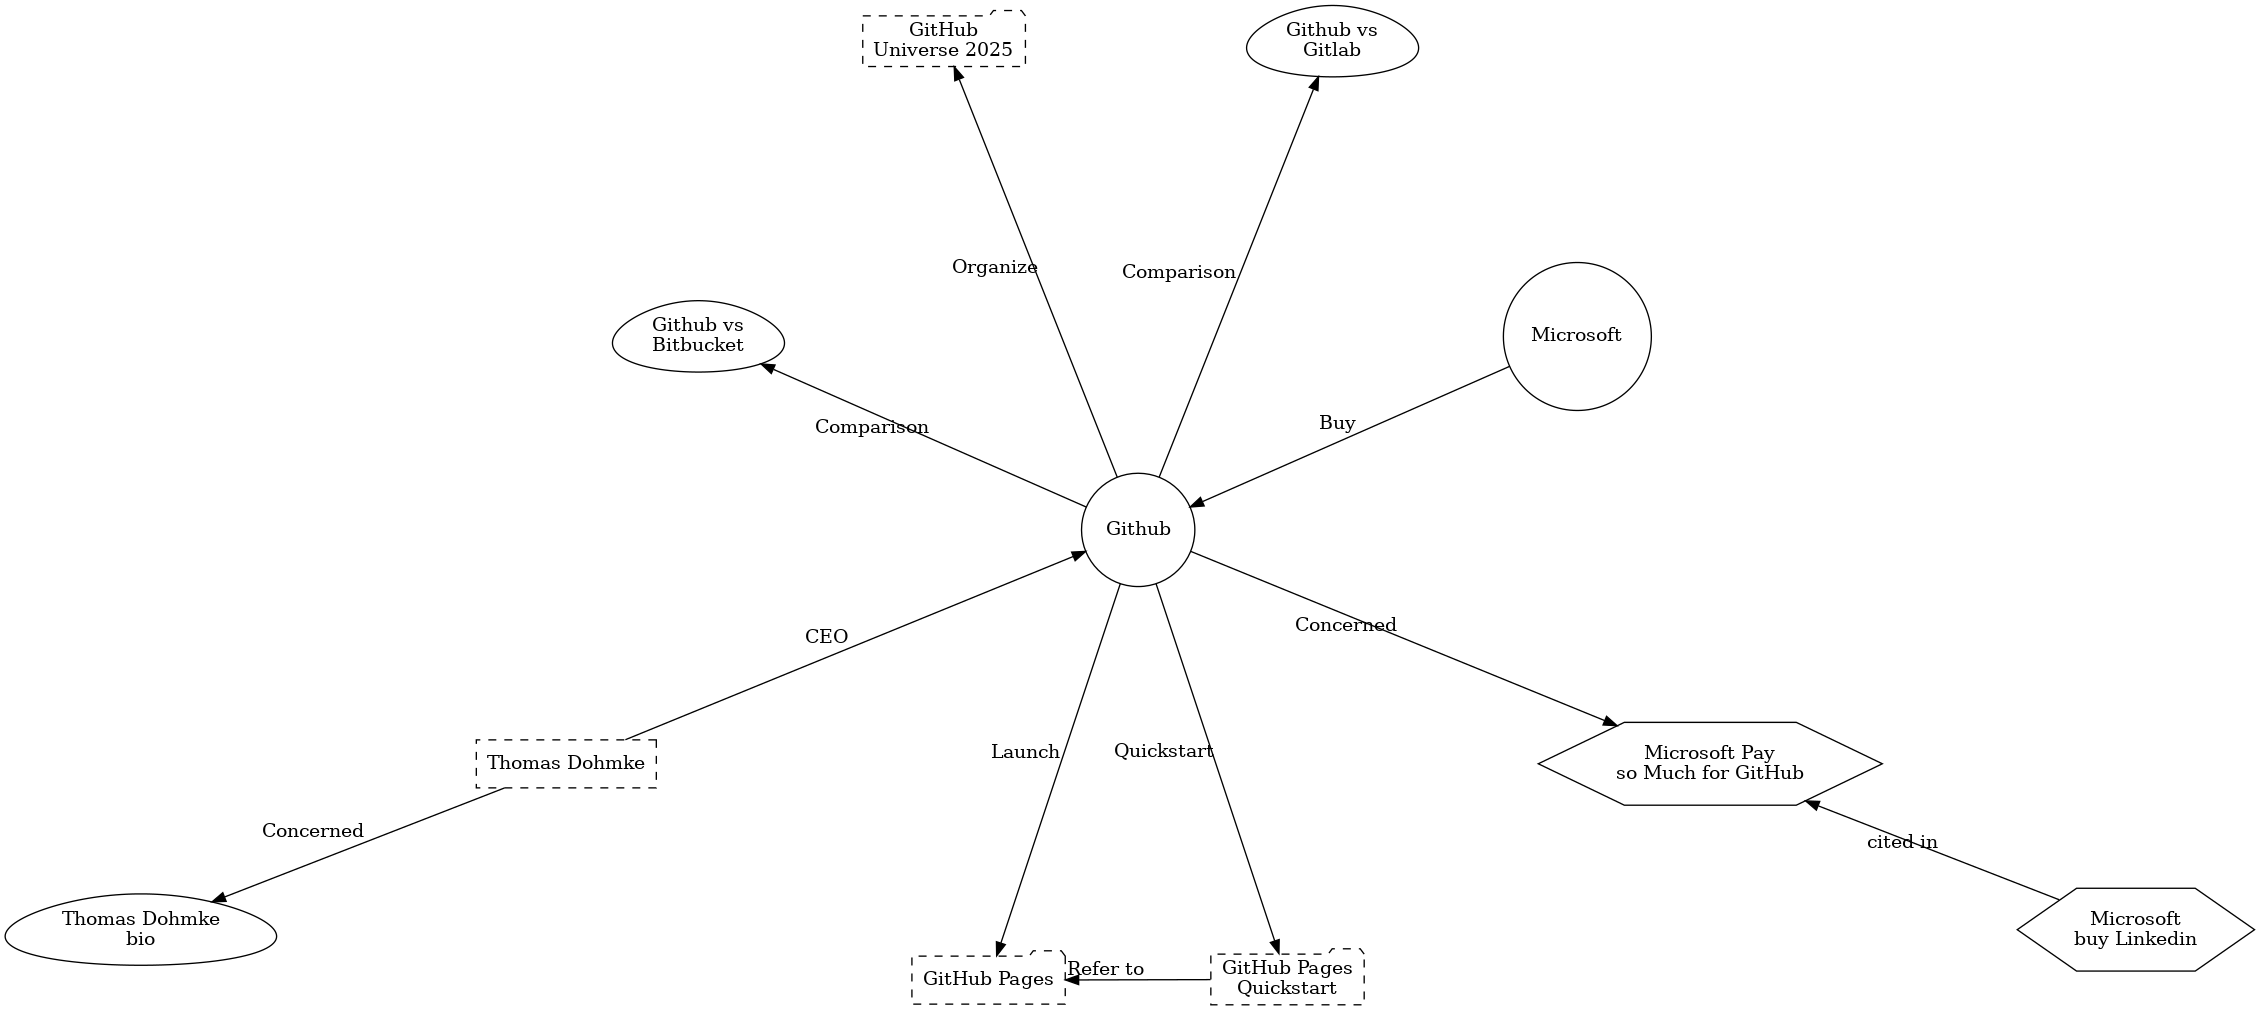 GitHub
Universe 2025
Github vs
Gitlab
Organize
Comparison
Github vs
Bitbucket
Microsoft
Comparison
Buy
Github
CEO
Concerned
Thomas Dohmke
Launch
Quickstart
Microsoft Pay
so Much for GitHub
Concerned
cited in
Thomas Dohmke
bio
Microsoft
buy Linkedin
GitHub Pages
Refer to
GitHub Pages
Quickstart